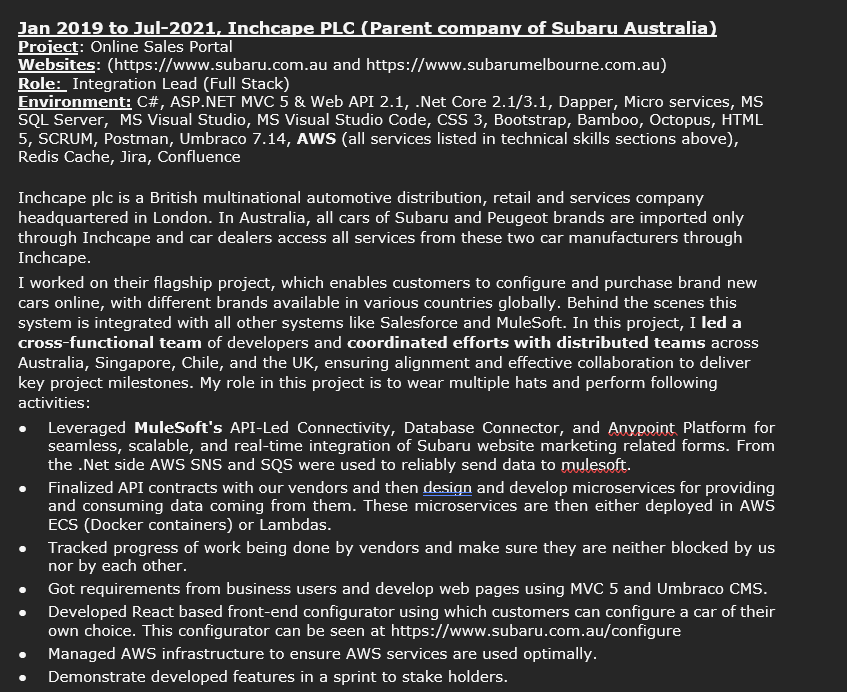 Jan 2019 to Jul-2021, Inchcape PLC (Parent company of Subaru Australia)
Project: Online Sales Portal
Websites: (https://www.subaru.com.au and https://www.subarumelbourne.com.au)
Role: Integration Lead (Full Stack)
Environment: C#, ASP.NET MVC 5 & Web API 2.1, .Net Core 2.1/3.1, Dapper, Micro services, MS
SQL Server, MS Visual Studio, MS Visual Studio Code, CSS 3, Bootstrap, Bamboo, Octopus, HTML
5, SCRUM, Postman, Umbraco 7.14, AWS (all services listed in technical skills sections above),
Redis Cache, Jira, Confluence
Inchcape plc is a British multinational automotive distribution, retail and services company
headquartered in London. In Australia, all cars of Subaru and Peugeot brands are imported only
through Inchcape and car dealers access all services from these two car manufacturers through
Inchcape.
I worked on their flagship project, which enables customers to configure and purchase brand new
cars online, with different brands available in various countries globally. Behind the scenes this
system is integrated with all other systems like Salesforce and MuleSoft. In this project, I led a
cross-functional team of developers and coordinated efforts with distributed teams across
Australia, Singapore, Chile, and the UK, ensuring alignment and effective collaboration to deliver
key project milestones. My role in this project is to wear multiple hats and perform following
activities:
• Leveraged MuleSoft's API-Led Connectivity, Database Connector, and Anypoint Platform for
seamless, scalable, and real-time integration of Subaru website marketing related forms. From
the .Net side AWS SNS and SQS were used to reliably send data to mulesoft.
• Finalized API contracts with our vendors and then design and develop microservices for providing
and consuming data coming from them. These microservices are then either deployed in AWS
ECS (Docker containers) or Lambdas.
• Tracked progress of work being done by vendors and make sure they are neither blocked by us
nor by each other.
• Got requirements from business users and develop web pages using MVC 5 and Umbraco CMS.
• Developed React based front-end configurator using which customers can configure a car of their
own choice. This configurator can be seen at https://www.subaru.com.au/configure
• Managed AWS infrastructure to ensure AWS services are used optimally.
• Demonstrate developed features in a sprint to stake holders.